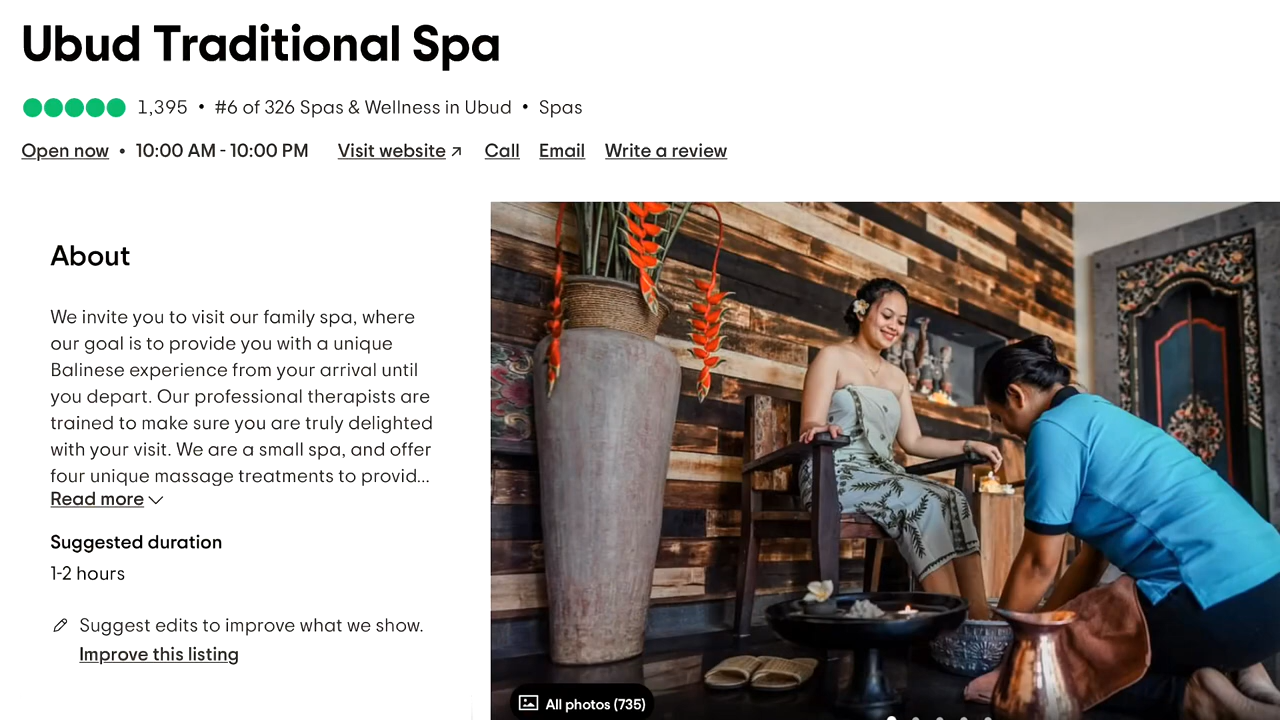 Ubud Traditional Spa
1,395 • #6 of 326 Spas & Wellness in Ubud • Spas
Open now • 10:00 AM - 10:00 PM Visit website ↗ Call Email Write a review
About
We invite you to visit our family spa, where
our goal is to provide you with a unique
Balinese experience from your arrival until
you depart. Our professional therapists are
trained to make sure you are truly delighted
with your visit. We are a small spa, and offer
four unique massage treatments to provid...
Read more
Suggested duration
1-2 hours
Suggest edits to improve what we show.
Improve this listing
All photos (735)